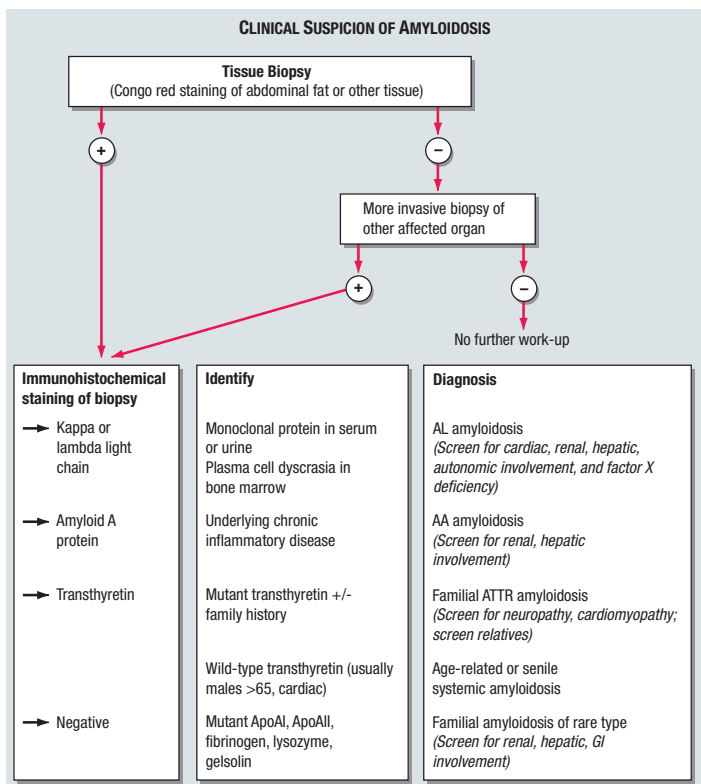 CLINICAL SUSPICION OF AMYLOIDOSIS
Tissue Biopsy
(Congo red staining of abdominal fat or other tissue)
+
–
More invasive biopsy of
other affected organ
+
–
No further work-up
Immunohistochemical
staining of biopsy
Kappa or
lambda light
chain
Amyloid A
protein
Transthyretin
Negative
Identify
Monoclonal protein in serum
or urine
Plasma cell dyscrasia in
bone marrow
Underlying chronic
inflammatory disease
Mutant transthyretin +/-
family history
Wild-type transthyretin (usually
males >65, cardiac)
Mutant ApoAI, ApoAII,
fibrinogen, lysozyme,
gelsolin
Diagnosis
AL amyloidosis
(Screen for cardiac, renal, hepatic,
autonomic involvement, and factor X
deficiency)
AA amyloidosis
(Screen for renal, hepatic
involvement)
Familial ATTR amyloidosis
(Screen for neuropathy, cardiomyopathy;
screen relatives)
Age-related or senile
systemic amyloidosis
Familial amyloidosis of rare type
(Screen for renal, hepatic, GI
involvement)